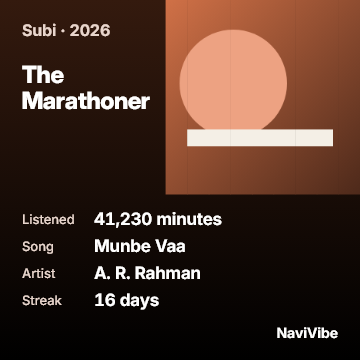 Subi · 2026
The
Marathoner
Listened 41,230 minutes
Song Munbe Vaa
Artist A. R. Rahman
Streak 16 days
NaviVibe